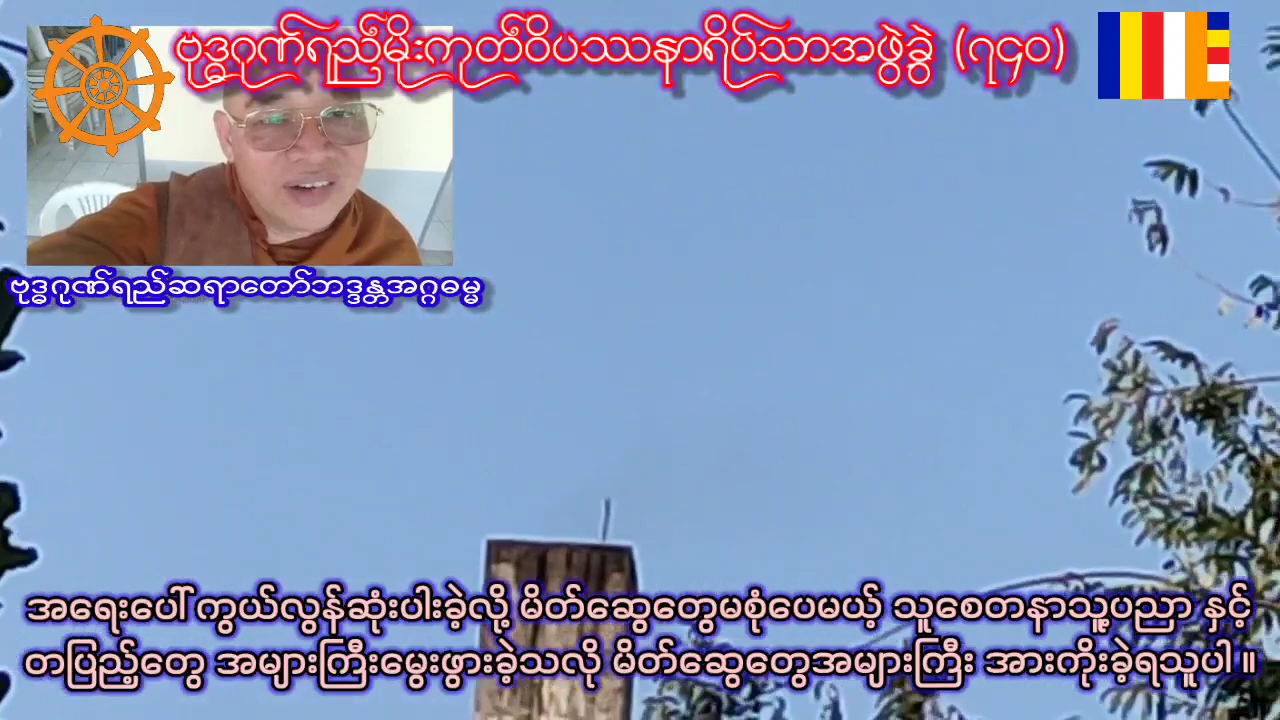 ဗုဒ္ဓဂုဏ်ရည်မိုးကုတ်ဝိပဿနာရိပ်သာအဖွဲ့ခွဲ (၇၄၀)
ဗုဒ္ဓဂုဏ်ရည်ဆရာတော်ဘဒ္ဒန္တအဂ္ဂဓမ္မ
အရေးပေါ် ကွယ်လွန်ဆုံးပါးခဲ့လို့ မိတ်ဆွေတွေမစုံပေမယ့် သူစေတနာသူ့ပညာ နှင့်
တပြည့်တွေ အများကြီးမွေးဖွားခဲ့သလို မိတ်ဆွေတွေအများကြီး အားကိုးခဲ့ရသူပါ ။